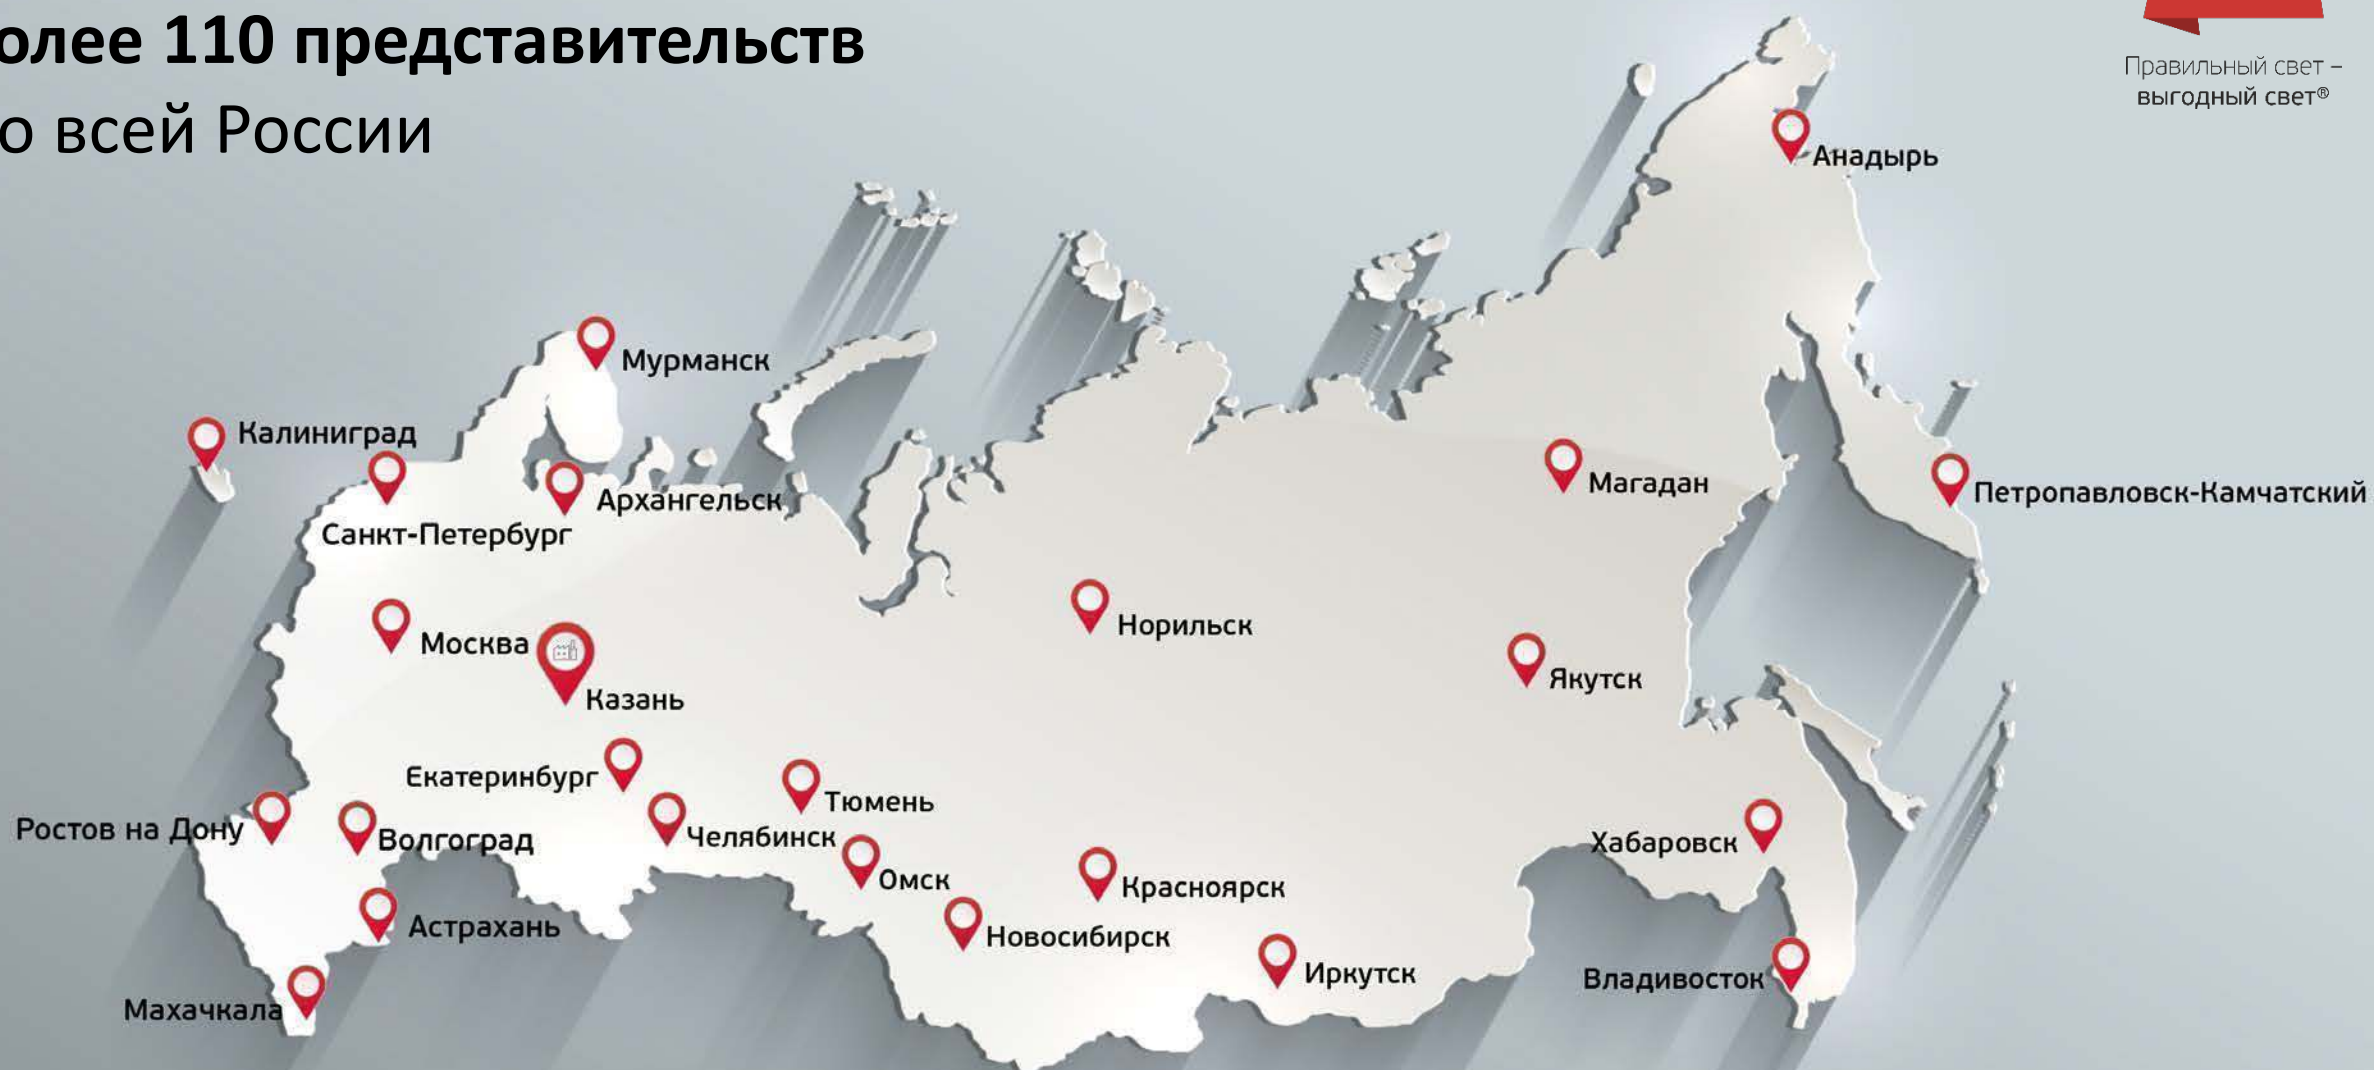 олее 110 представительств
о всей России
Правильный свет –
выгодный свет®
Анадырь
Мурманск
Калиниград
Архангельск
Санкт-Петербург
Магадан
Петропавловск-Камчатский
Норильск
Москва
Якутск
Казань
Екатеринбург
Тюмень
Ростов на Дону
Волгоград
Челябинск
Хабаровск
Омск
Красноярск
Астрахань
Новосибирск
Иркутск
Владивосток
Махачкала